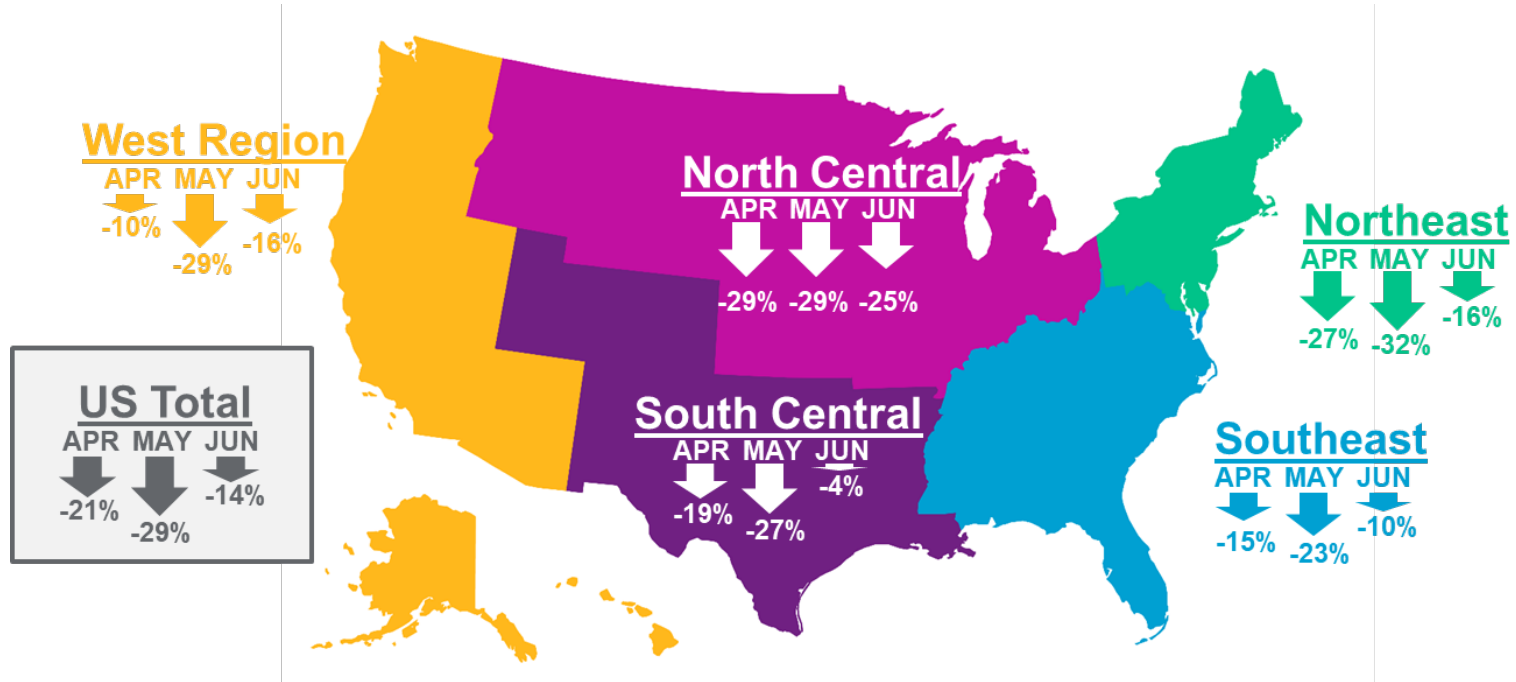 West Region
APR MAY JUN
-10%
-29%
-16%
North Central
APR MAY JUN
-29% -29% -25%
Northeast
APR MAY JUN
-27% -32% -16%
US Total
APR MAY JUN
-21%
-29%
-14%
South Central
APR MAY JUN
-19%
-27%
-4%
Southeast
APR MAY JUN
-15%
-23%
-10%